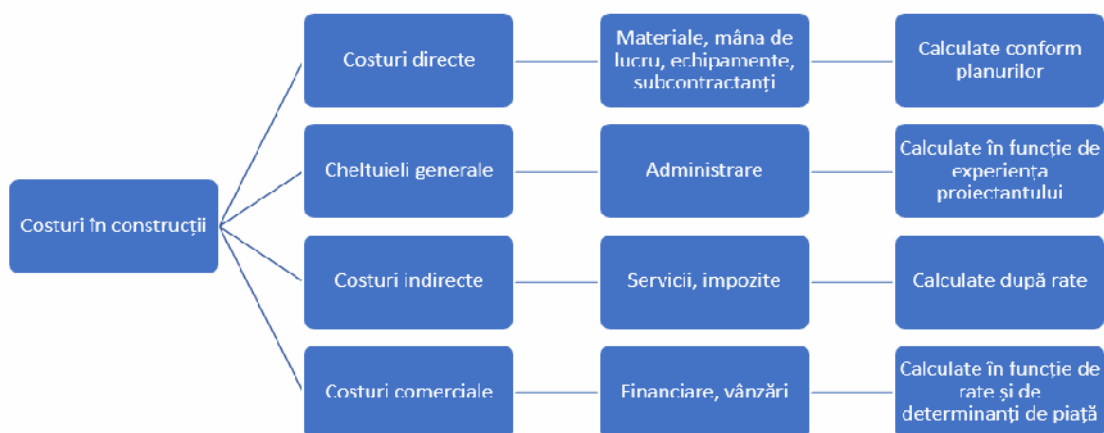 Costuri în construcții
Costuri directe
Materiale, mâna de
lucru, echipamente,
subcontractanți
Calculate conform
planurilor
Cheltuieli generale
Administrare
Calculate în funcție de
experiența
proiectantului
Costuri indirecte
Servicii, impozite
Calculate după rate
Costuri comerciale
Financiare, vânzări
Calculate în funcție de
rate și de
determinanți de piață